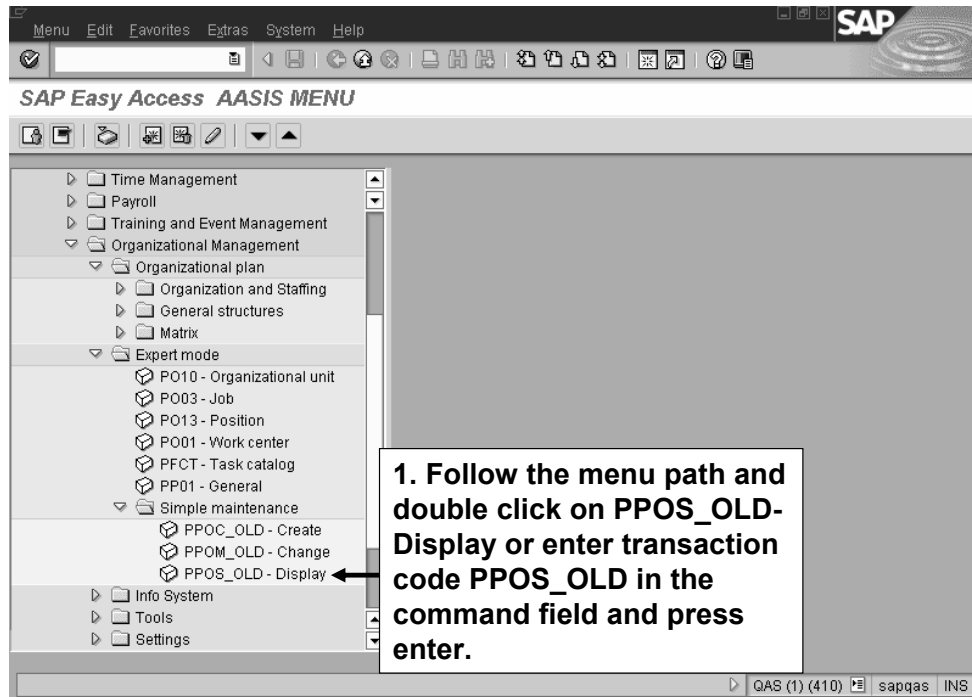 Menu Edit Favorites Extras System Help
SAP
SAP Easy Access AASIS MENU
Time Management
Payroll
Training and Event Management
Organizational Management
Organizational plan
Organization and Staffing
General structures
Matrix
Expert mode
PO10 - Organizational unit
PO03 - Job
PO13 - Position
PO01 - Work center
PFCT - Task catalog
PP01 - General
Simple maintenance
PPOC_OLD - Create
PPOM_OLD - Change
PPOS_OLD - Display
Info System
Tools
Settings
1. Follow the menu path and
double click on PPOS_OLD-
Display or enter transaction
code PPOS_OLD in the
command field and press
enter.
QAS (1) (410) sapqas INS